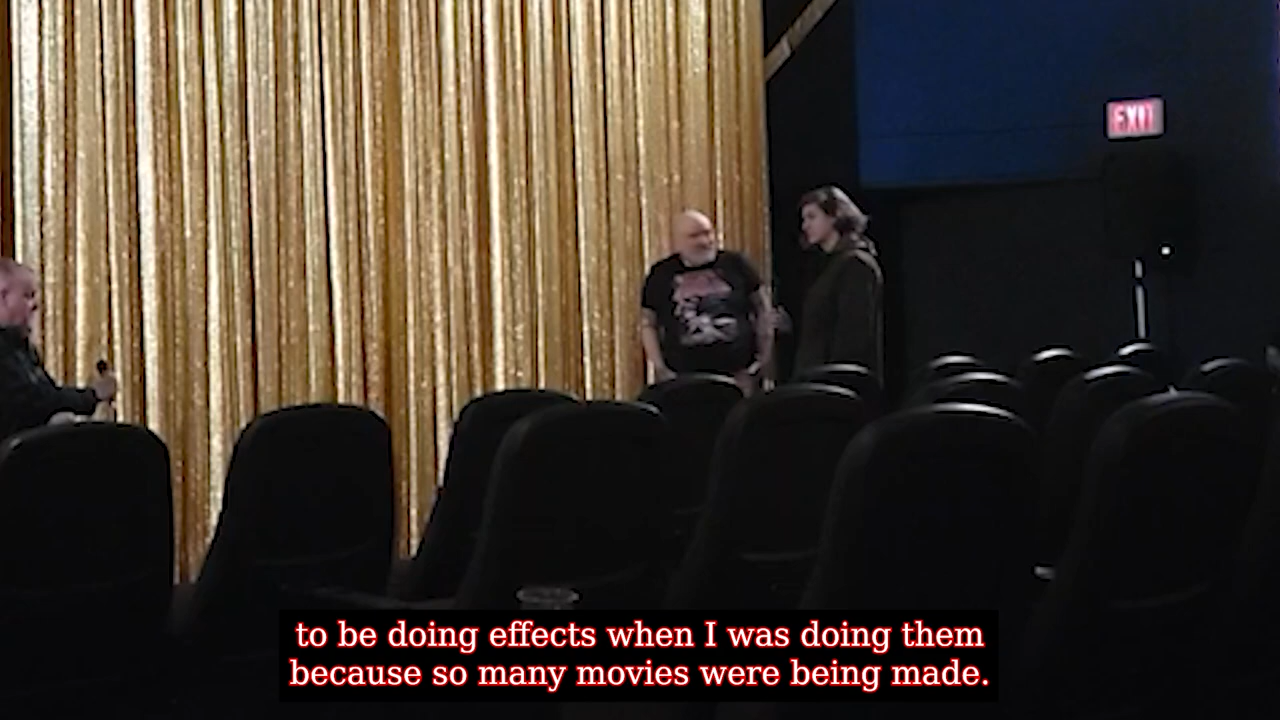 EXIT
to be doing effects when I was doing them
because so many movies were being made.